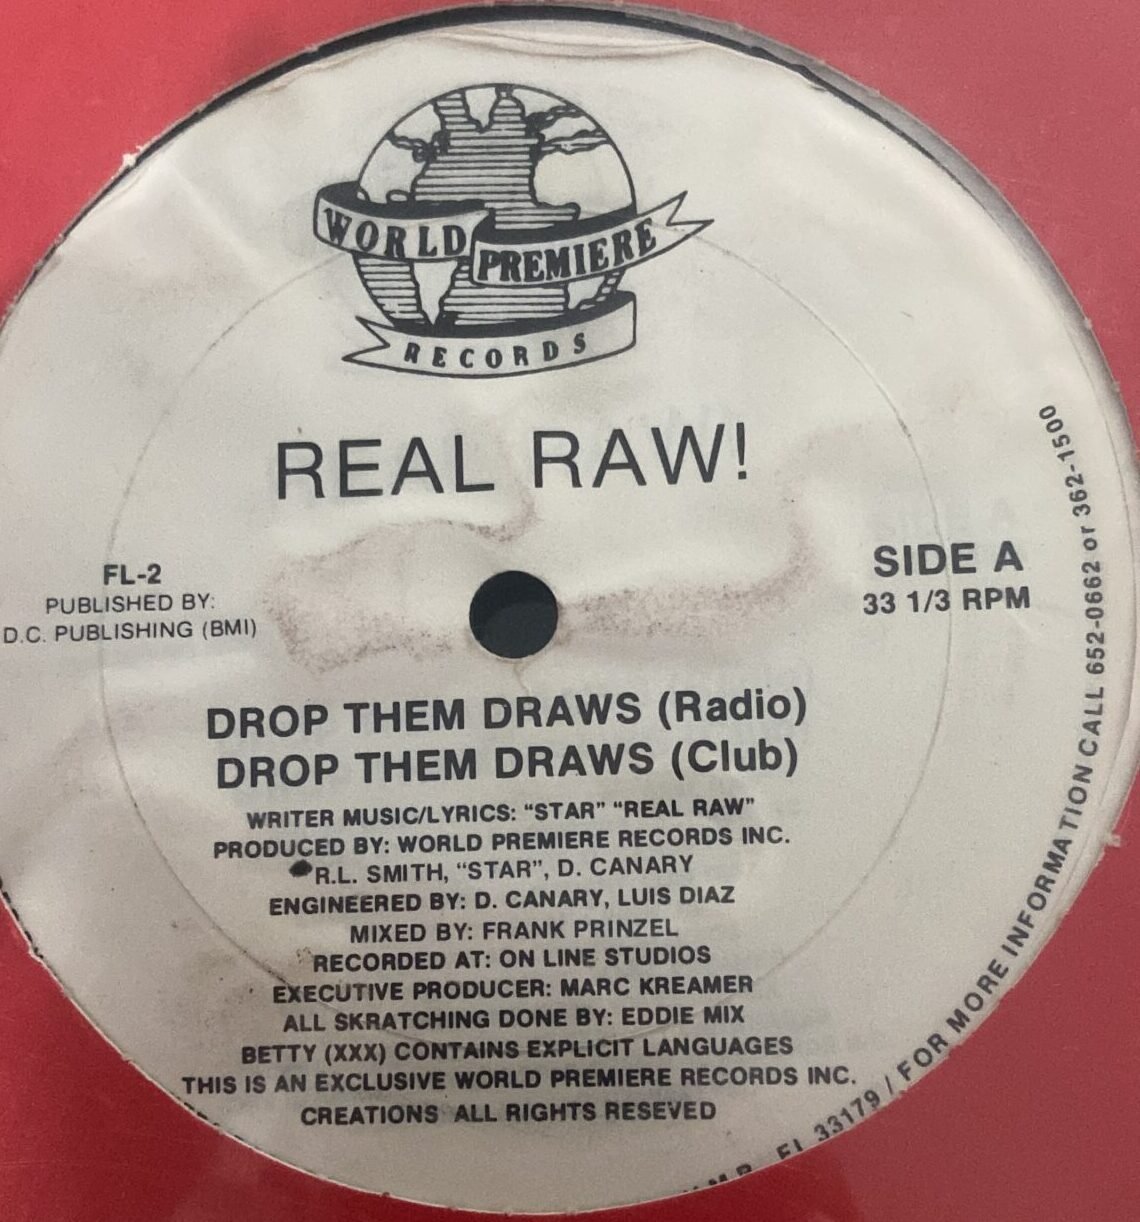 WORLD PREMIERE
RECORDS
REAL RAW!
FL-2
PUBLISHED BY:
D.C. PUBLISHING (BMI)
SIDE A
33 1/3 RPM
DROP THEM DRAWS (Radio)
DROP THEM DRAWS (Club)
WRITER MUSIC/LYRICS: “STAR” “REAL RAW”
PRODUCED BY: WORLD PREMIERE RECORDS INC.
R.L. SMITH, “STAR”, D. CANARY
ENGINEERED BY: D. CANARY, LUIS DIAZ
MIXED BY: FRANK PRINZEL
RECORDED AT: ON LINE STUDIOS
EXECUTIVE PRODUCER: MARC KREAMER
ALL SKRATCHING DONE BY: EDDIE MIX
BETTY (XXX) CONTAINS EXPLICIT LANGUAGES
THIS IS AN EXCLUSIVE WORLD PREMIERE RECORDS INC.
CREATIONS ALL RIGHTS RESEVED
FL 33179 / FOR MORE INFORMATION CALL 652-0662 or 362-1500